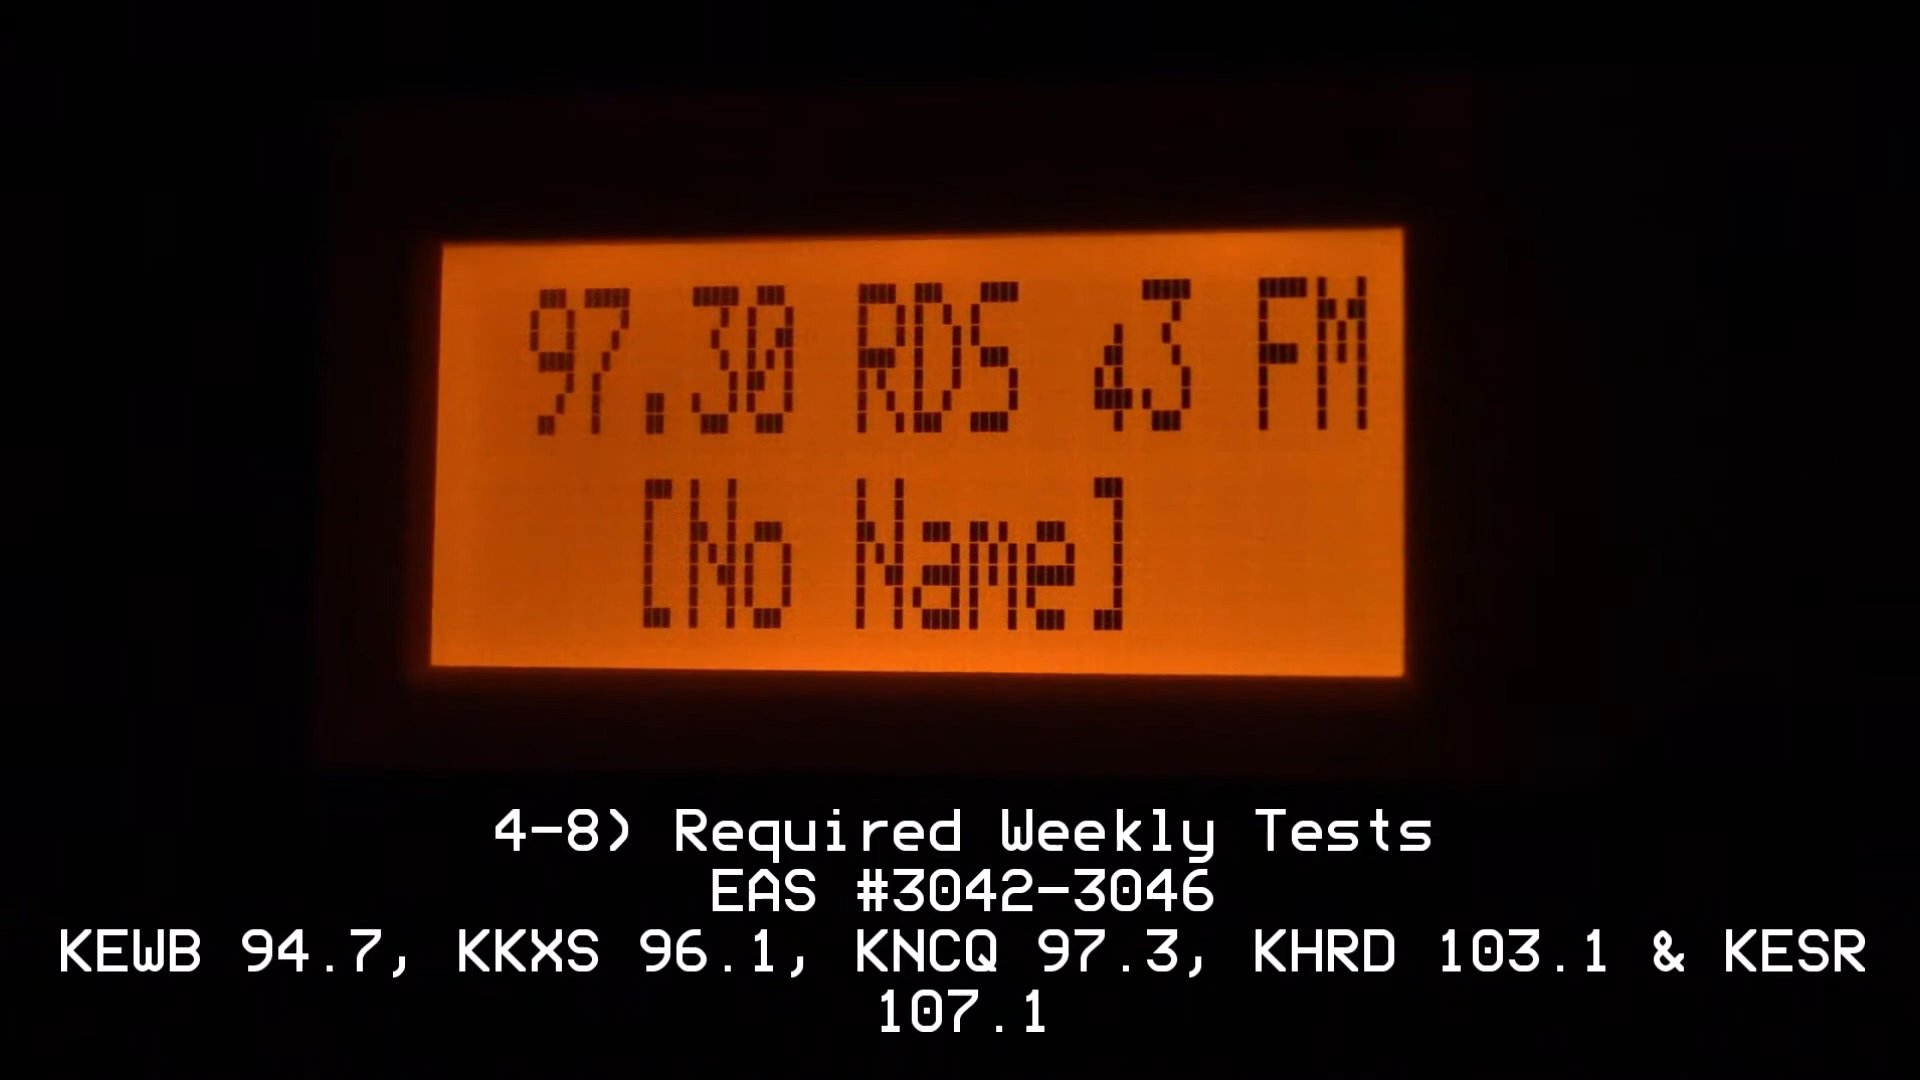 97.30 RDS 43 FM
[No Name]
4-8) Required Weekly Tests
EAS #3042-3046
KEWB 94.7, KKXS 96.1, KNCQ 97.3, KHRD 103.1 & KESR
107.1